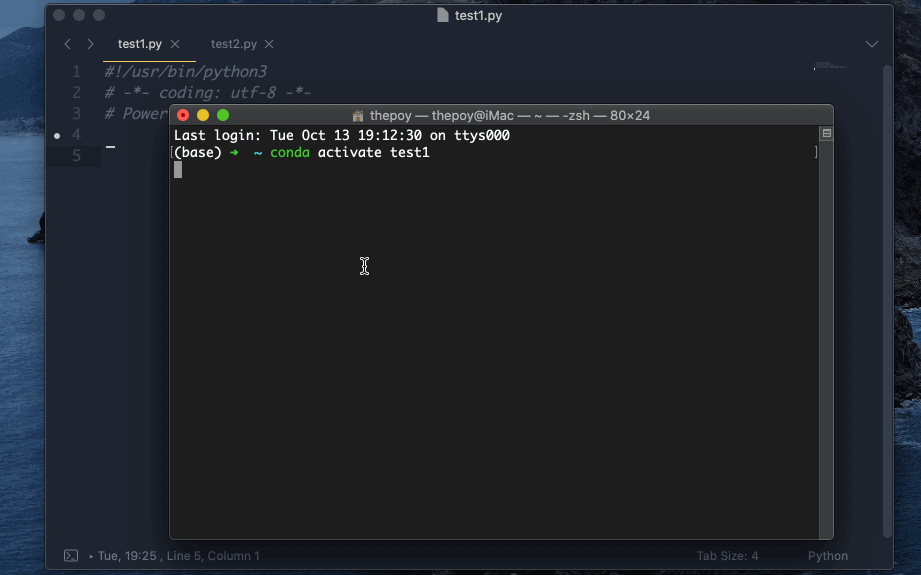 test1.py
test1.py × test2.py ×
1 #!/usr/bin/python3
2 # -*- coding: utf-8 -*-
3 # Power
4
5
thepoy — thepoy@iMac — ~ — -zsh — 80×24
Last login: Tue Oct 13 19:12:30 on ttys000
[(base) ➜ ~ conda activate test1 ]
Tue, 19:25 , Line 5, Column 1 Tab Size: 4 Python